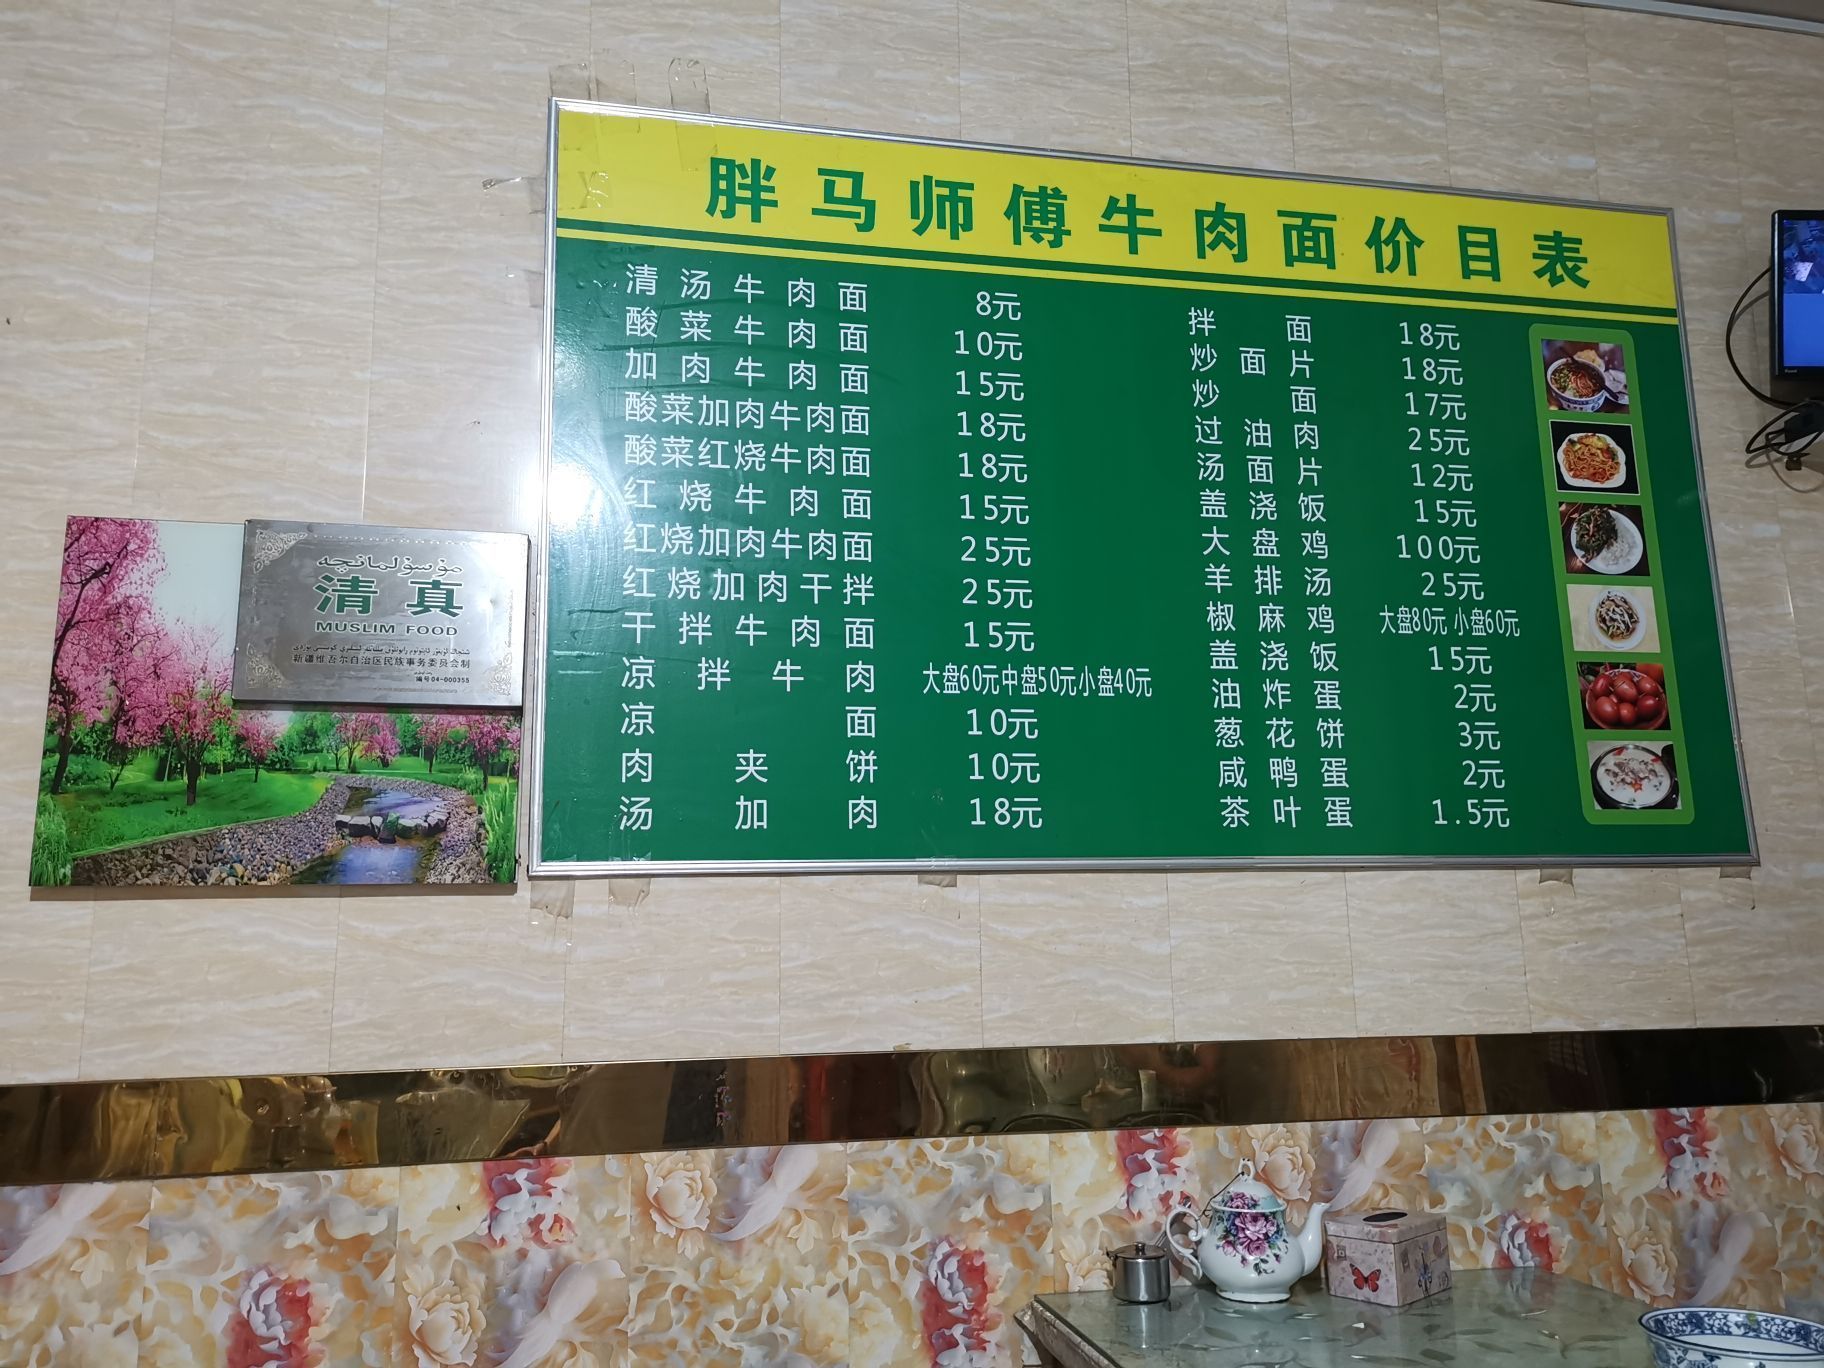 胖马师傅牛肉面价目表
清汤牛肉面 8元
酸菜牛肉面 10元
加肉牛肉面 15元
酸菜加肉牛肉面 18元
酸菜红烧牛肉面 18元
红烧牛肉面 15元
红烧加肉牛肉面 25元
红烧加肉干拌 25元
干拌牛肉面 15元
凉拌牛肉 大盘60元中盘50元小盘40元
凉面 10元
肉夹饼 10元
汤加肉 18元
拌面 18元
炒面片 18元
炒面 17元
过油肉 25元
汤面片 12元
盖浇饭 15元
大盘鸡 100元
羊排汤 25元
椒麻鸡 大盘80元 小盘60元
盖浇饭 15元
油炸蛋 2元
葱花饼 3元
咸鸭蛋 2元
茶叶蛋 1.5元
مۇسۇلمانچە
清真
MUSLIM FOOD
新疆维吾尔自治区民族事务委员会制
编号04-000355